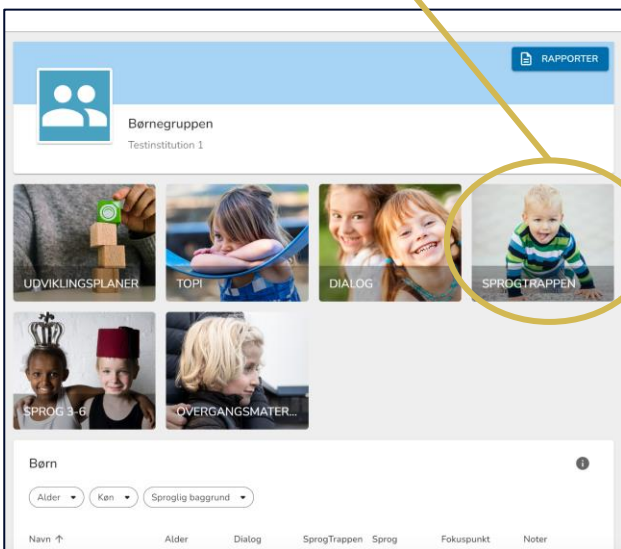 RAPPORTER
Børnegruppen
Testinstitution 1
UDVIKLINGSPLANER
TOPI
DIALOG
SPROGTRAPPEN
SPROG 3-6
OVERGANGSMATER...
Børn
Alder
Køn
Sproglig baggrund
Navn ↑ Alder Dialog SprogTrappen Sprog Fokuspunkt Noter